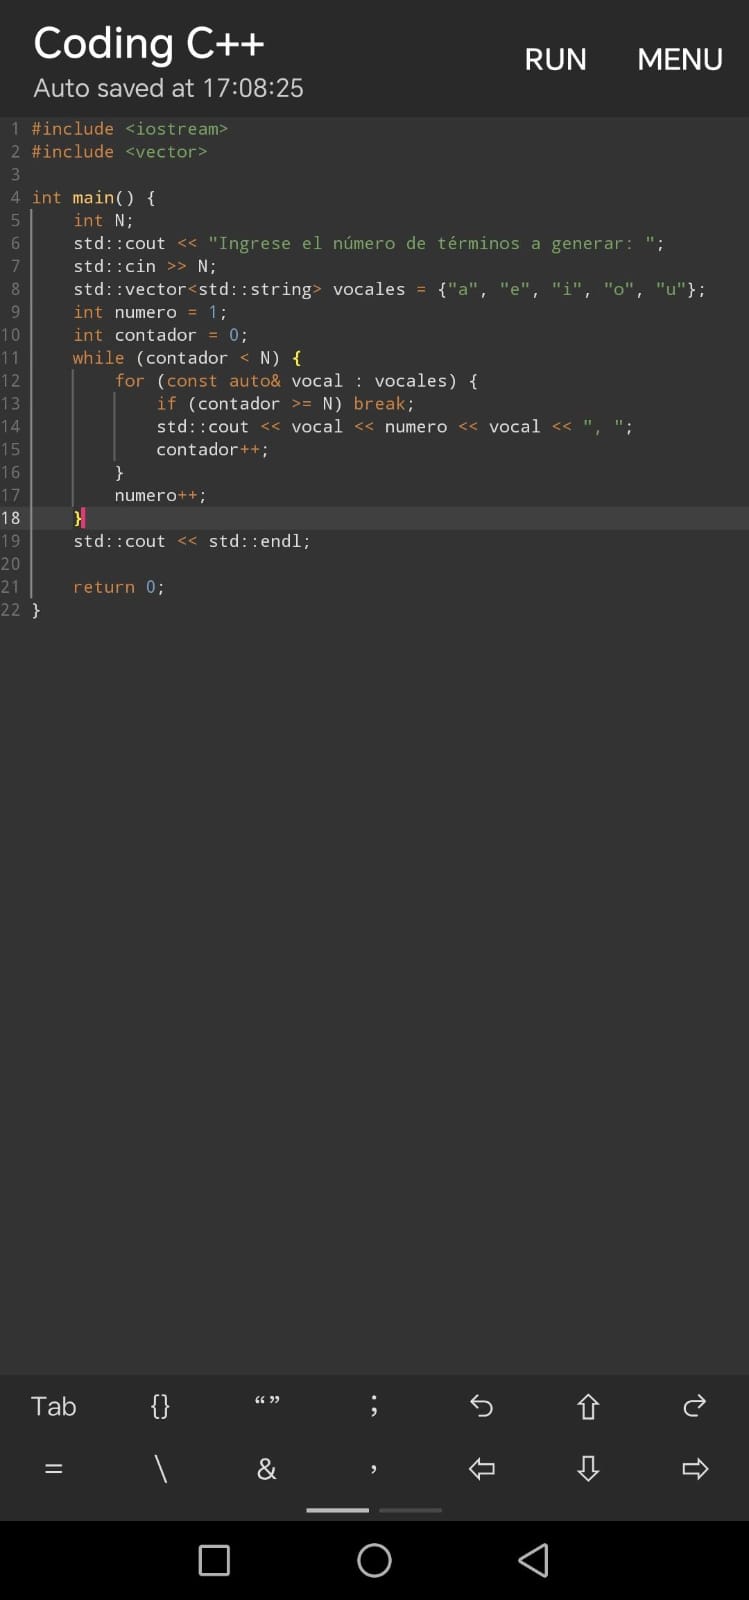 Coding C++
Auto saved at 17:08:25
RUN MENU
1 #include <iostream>
2 #include <vector>
3
4 int main() {
5     int N;
6     std::cout << "Ingrese el número de términos a generar: ";
7     std::cin >> N;
8     std::vector<std::string> vocales = {"a", "e", "i", "o", "u"};
9     int numero = 1;
10     int contador = 0;
11     while (contador < N) {
12         for (const auto& vocal : vocales) {
13             if (contador >= N) break;
14             std::cout << vocal << numero << vocal << ", ";
15             contador++;
16         }
17         numero++;
18     }
19     std::cout << std::endl;
20
21     return 0;
22 }
Tab {} “” ;
= \ & ,